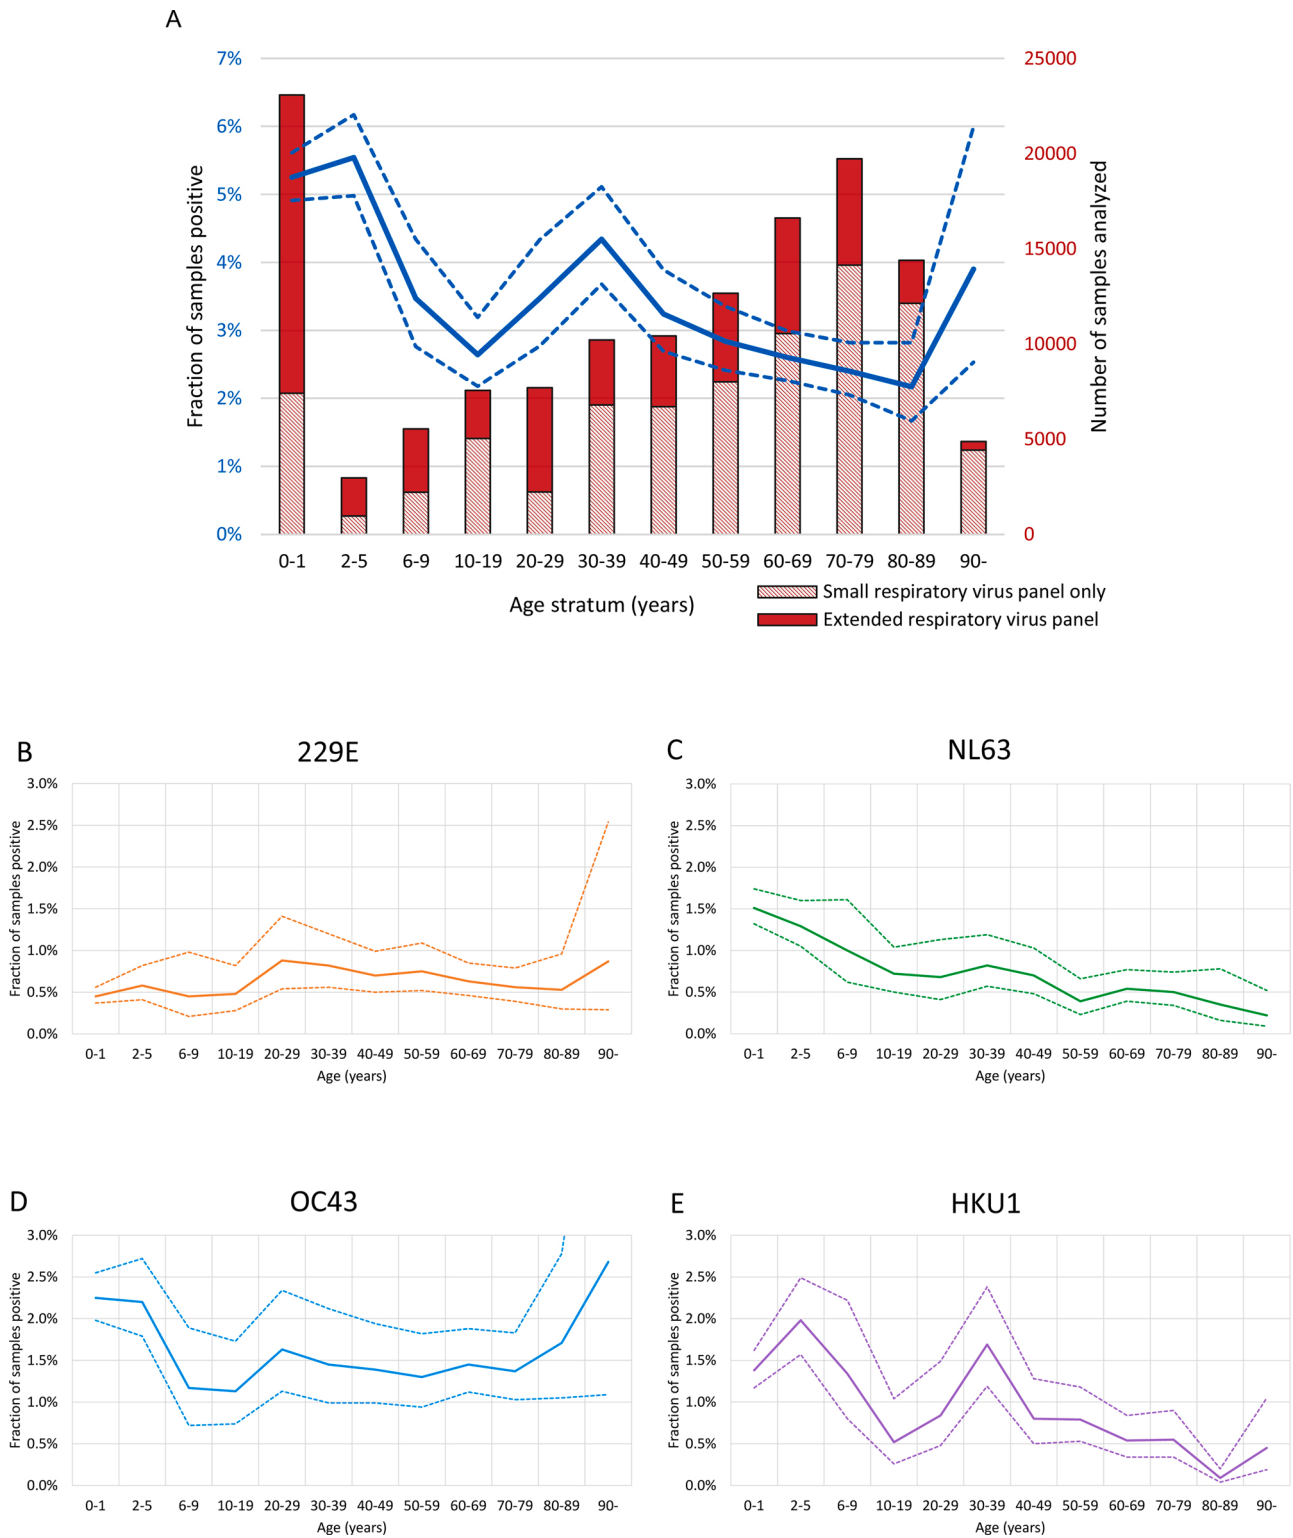 A
7% 25000
6%
20000
5%
15000
4%
3%
10000
2%
5000
1%
0% 0
Fraction of samples positive
Number of samples analyzed
0-1 2-5 6-9 10-19 20-29 30-39 40-49 50-59 60-69 70-79 80-89 90-
Age stratum (years)
Small respiratory virus panel only
Extended respiratory virus panel
B 229E
3.0%
2.5%
2.0%
1.5%
1.0%
0.5%
0.0%
Fraction of samples positive
0-1 2-5 6-9 10-19 20-29 30-39 40-49 50-59 60-69 70-79 80-89 90-
Age (years)
C NL63
3.0%
2.5%
2.0%
1.5%
1.0%
0.5%
0.0%
Fraction of samples positive
0-1 2-5 6-9 10-19 20-29 30-39 40-49 50-59 60-69 70-79 80-89 90-
Age (years)
D OC43
3.0%
2.5%
2.0%
1.5%
1.0%
0.5%
0.0%
Fraction of samples positive
0-1 2-5 6-9 10-19 20-29 30-39 40-49 50-59 60-69 70-79 80-89 90-
Age (years)
E HKU1
3.0%
2.5%
2.0%
1.5%
1.0%
0.5%
0.0%
Fraction of samples positive
0-1 2-5 6-9 10-19 20-29 30-39 40-49 50-59 60-69 70-79 80-89 90-
Age (years)